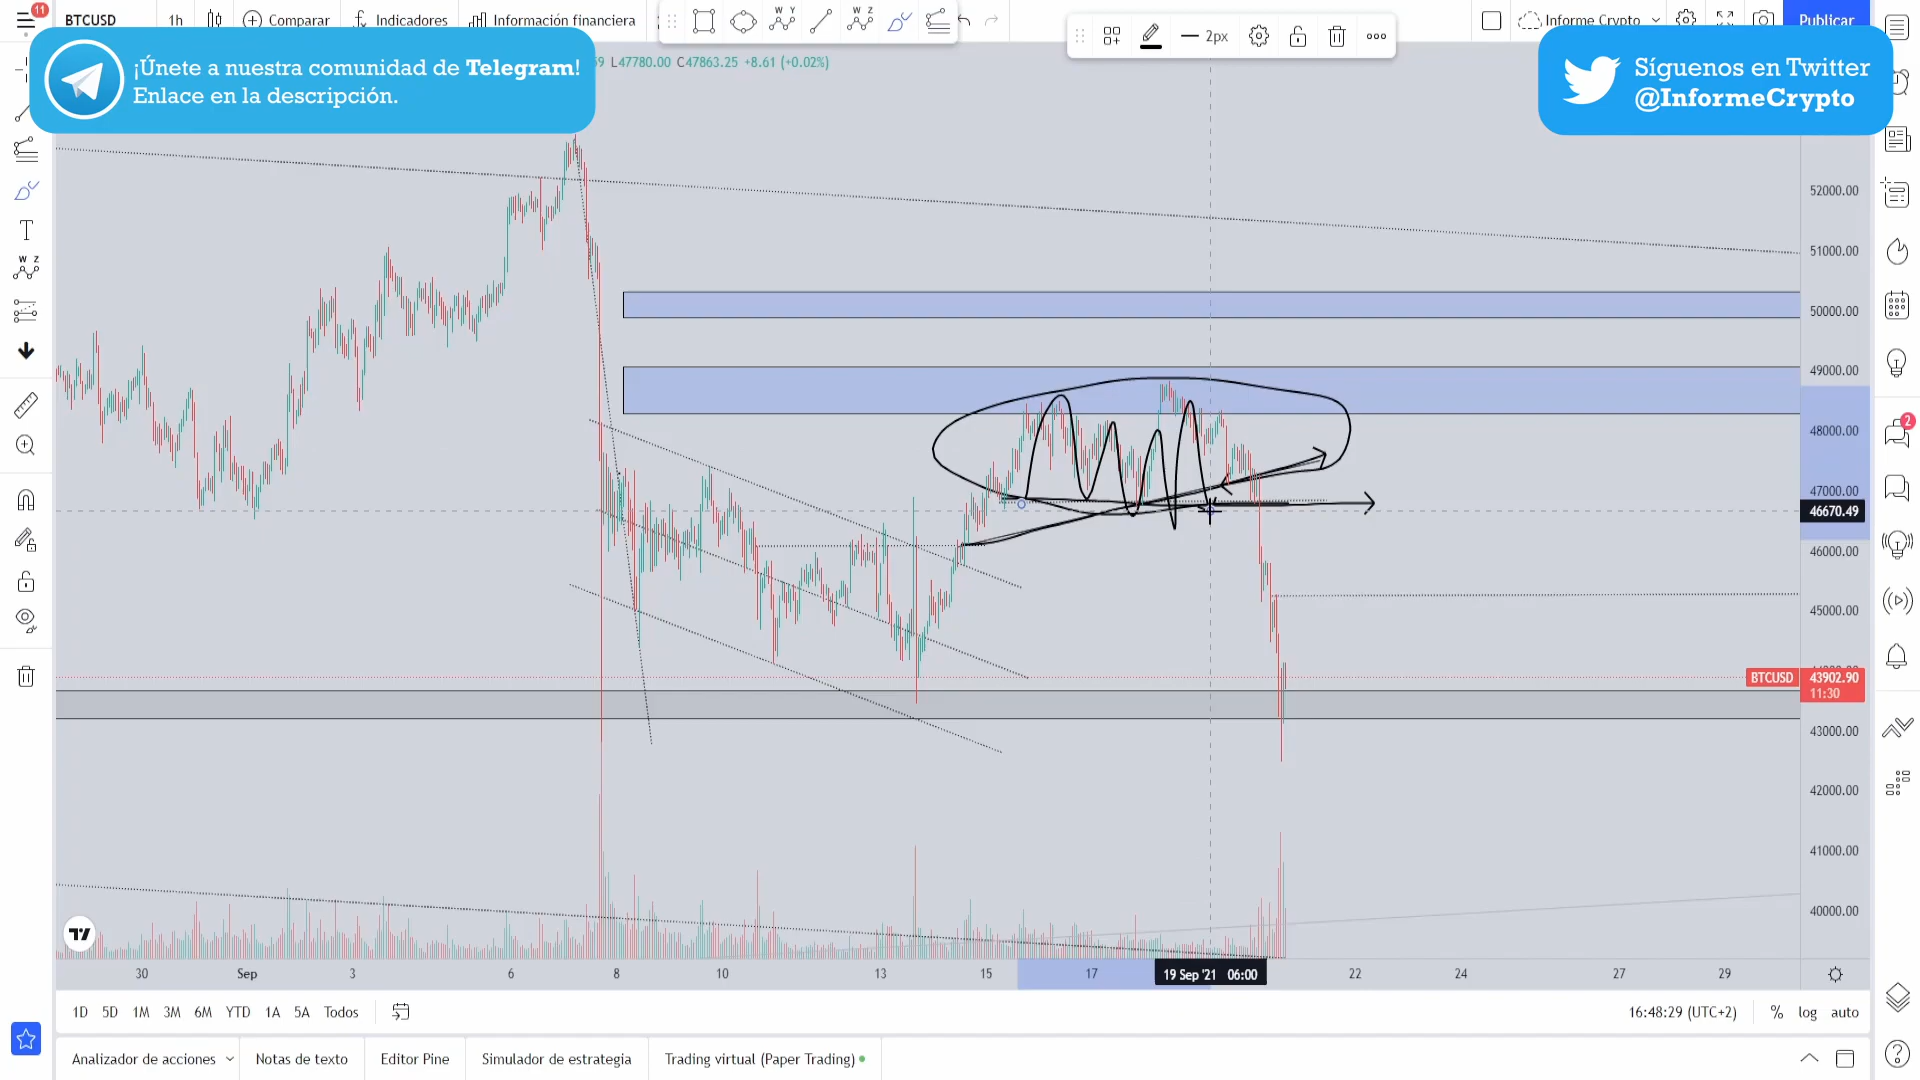 11
BTCUSD
1h
Comparar
Indicadores
Información financiera
W Y
W Z
2px
Informe Crypto
Publicar
¡Únete a nuestra comunidad de Telegram!
Enlace en la descripción.
L47780.00 C47863.25 +8.61 (+0.02%)
Síguenos en Twitter
@InformeCrypto
T
W Z
52000.00
51000.00
50000.00
49000.00
48000.00
47000.00
46670.49
46000.00
45000.00
BTCUSD
43902.90
11:30
43000.00
42000.00
41000.00
40000.00
2
30
Sep
3
6
8
10
13
15
17
19 Sep '21 06:00
22
24
27
29
1D
5D
1M
3M
6M
YTD
1A
5A
Todos
16:48:29 (UTC+2)
%
log
auto
Analizador de acciones
Notas de texto
Editor Pine
Simulador de estrategia
Trading virtual (Paper Trading)